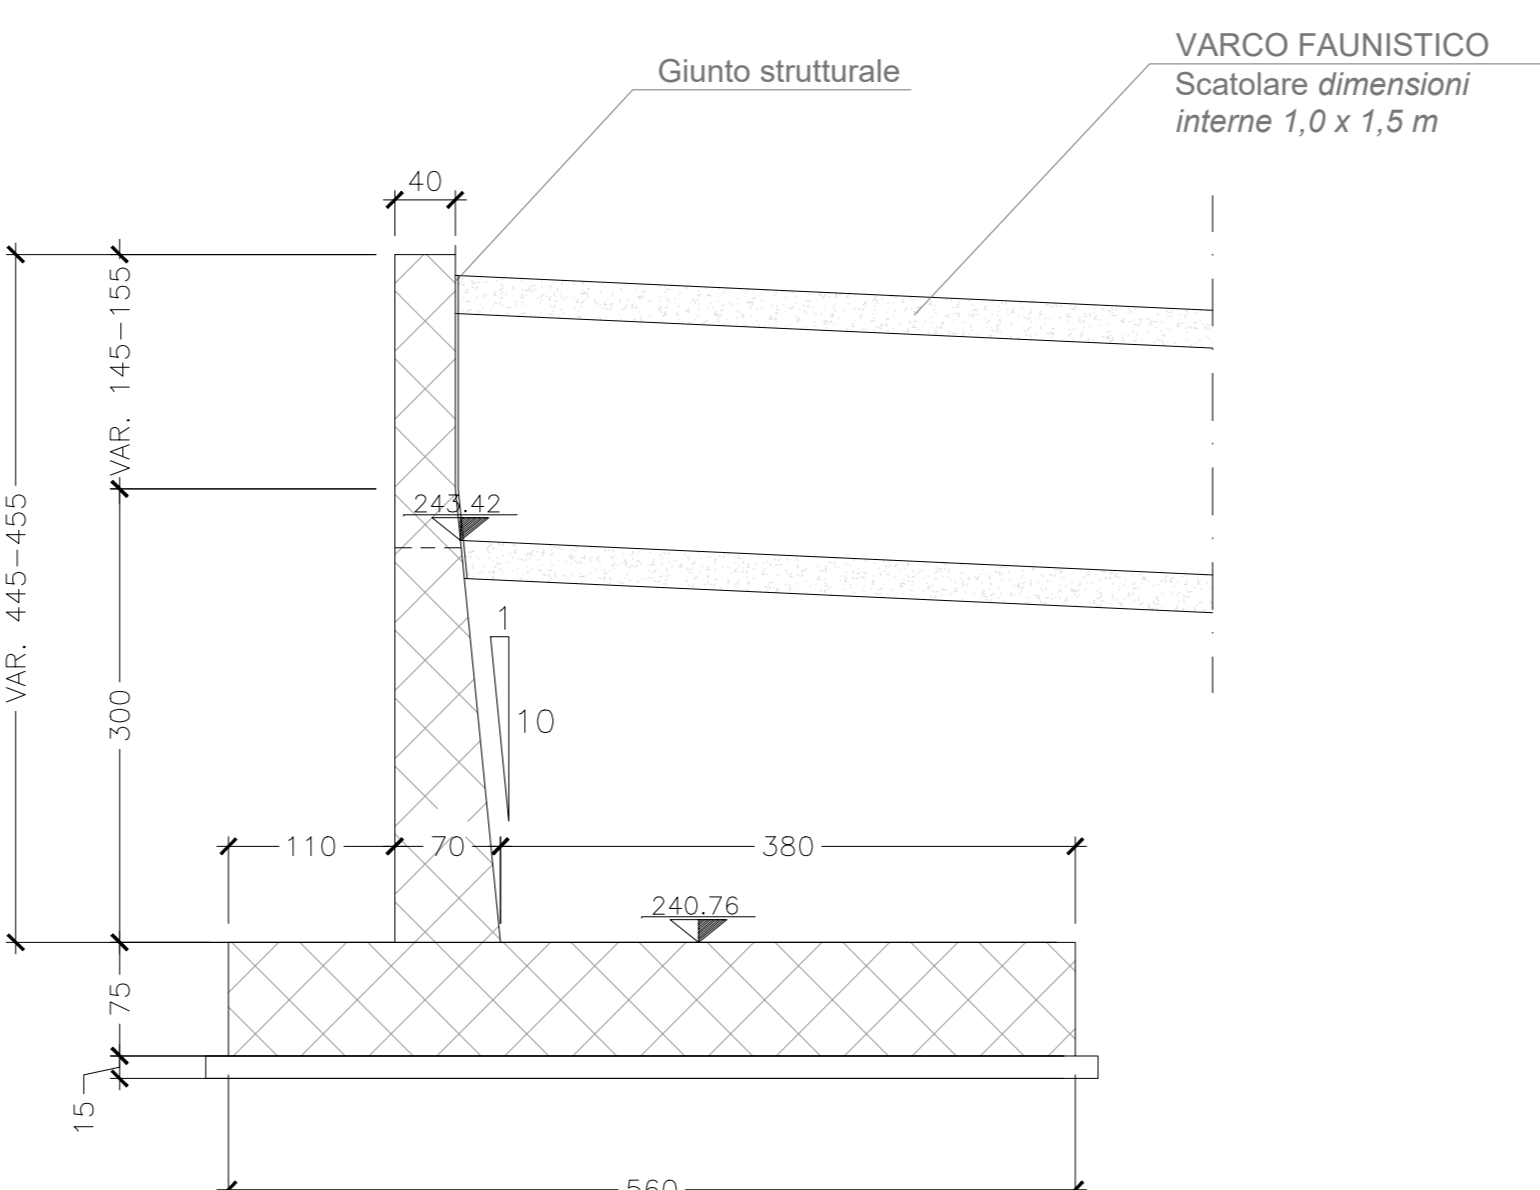 VARCO FAUNISTICO
Scatolare dimensioni
interne 1,0 x 1,5 m
Giunto strutturale
40
VAR. 145-155
VAR. 445-455
243.42
300
1
10
110
70
380
240.76
75
15
560